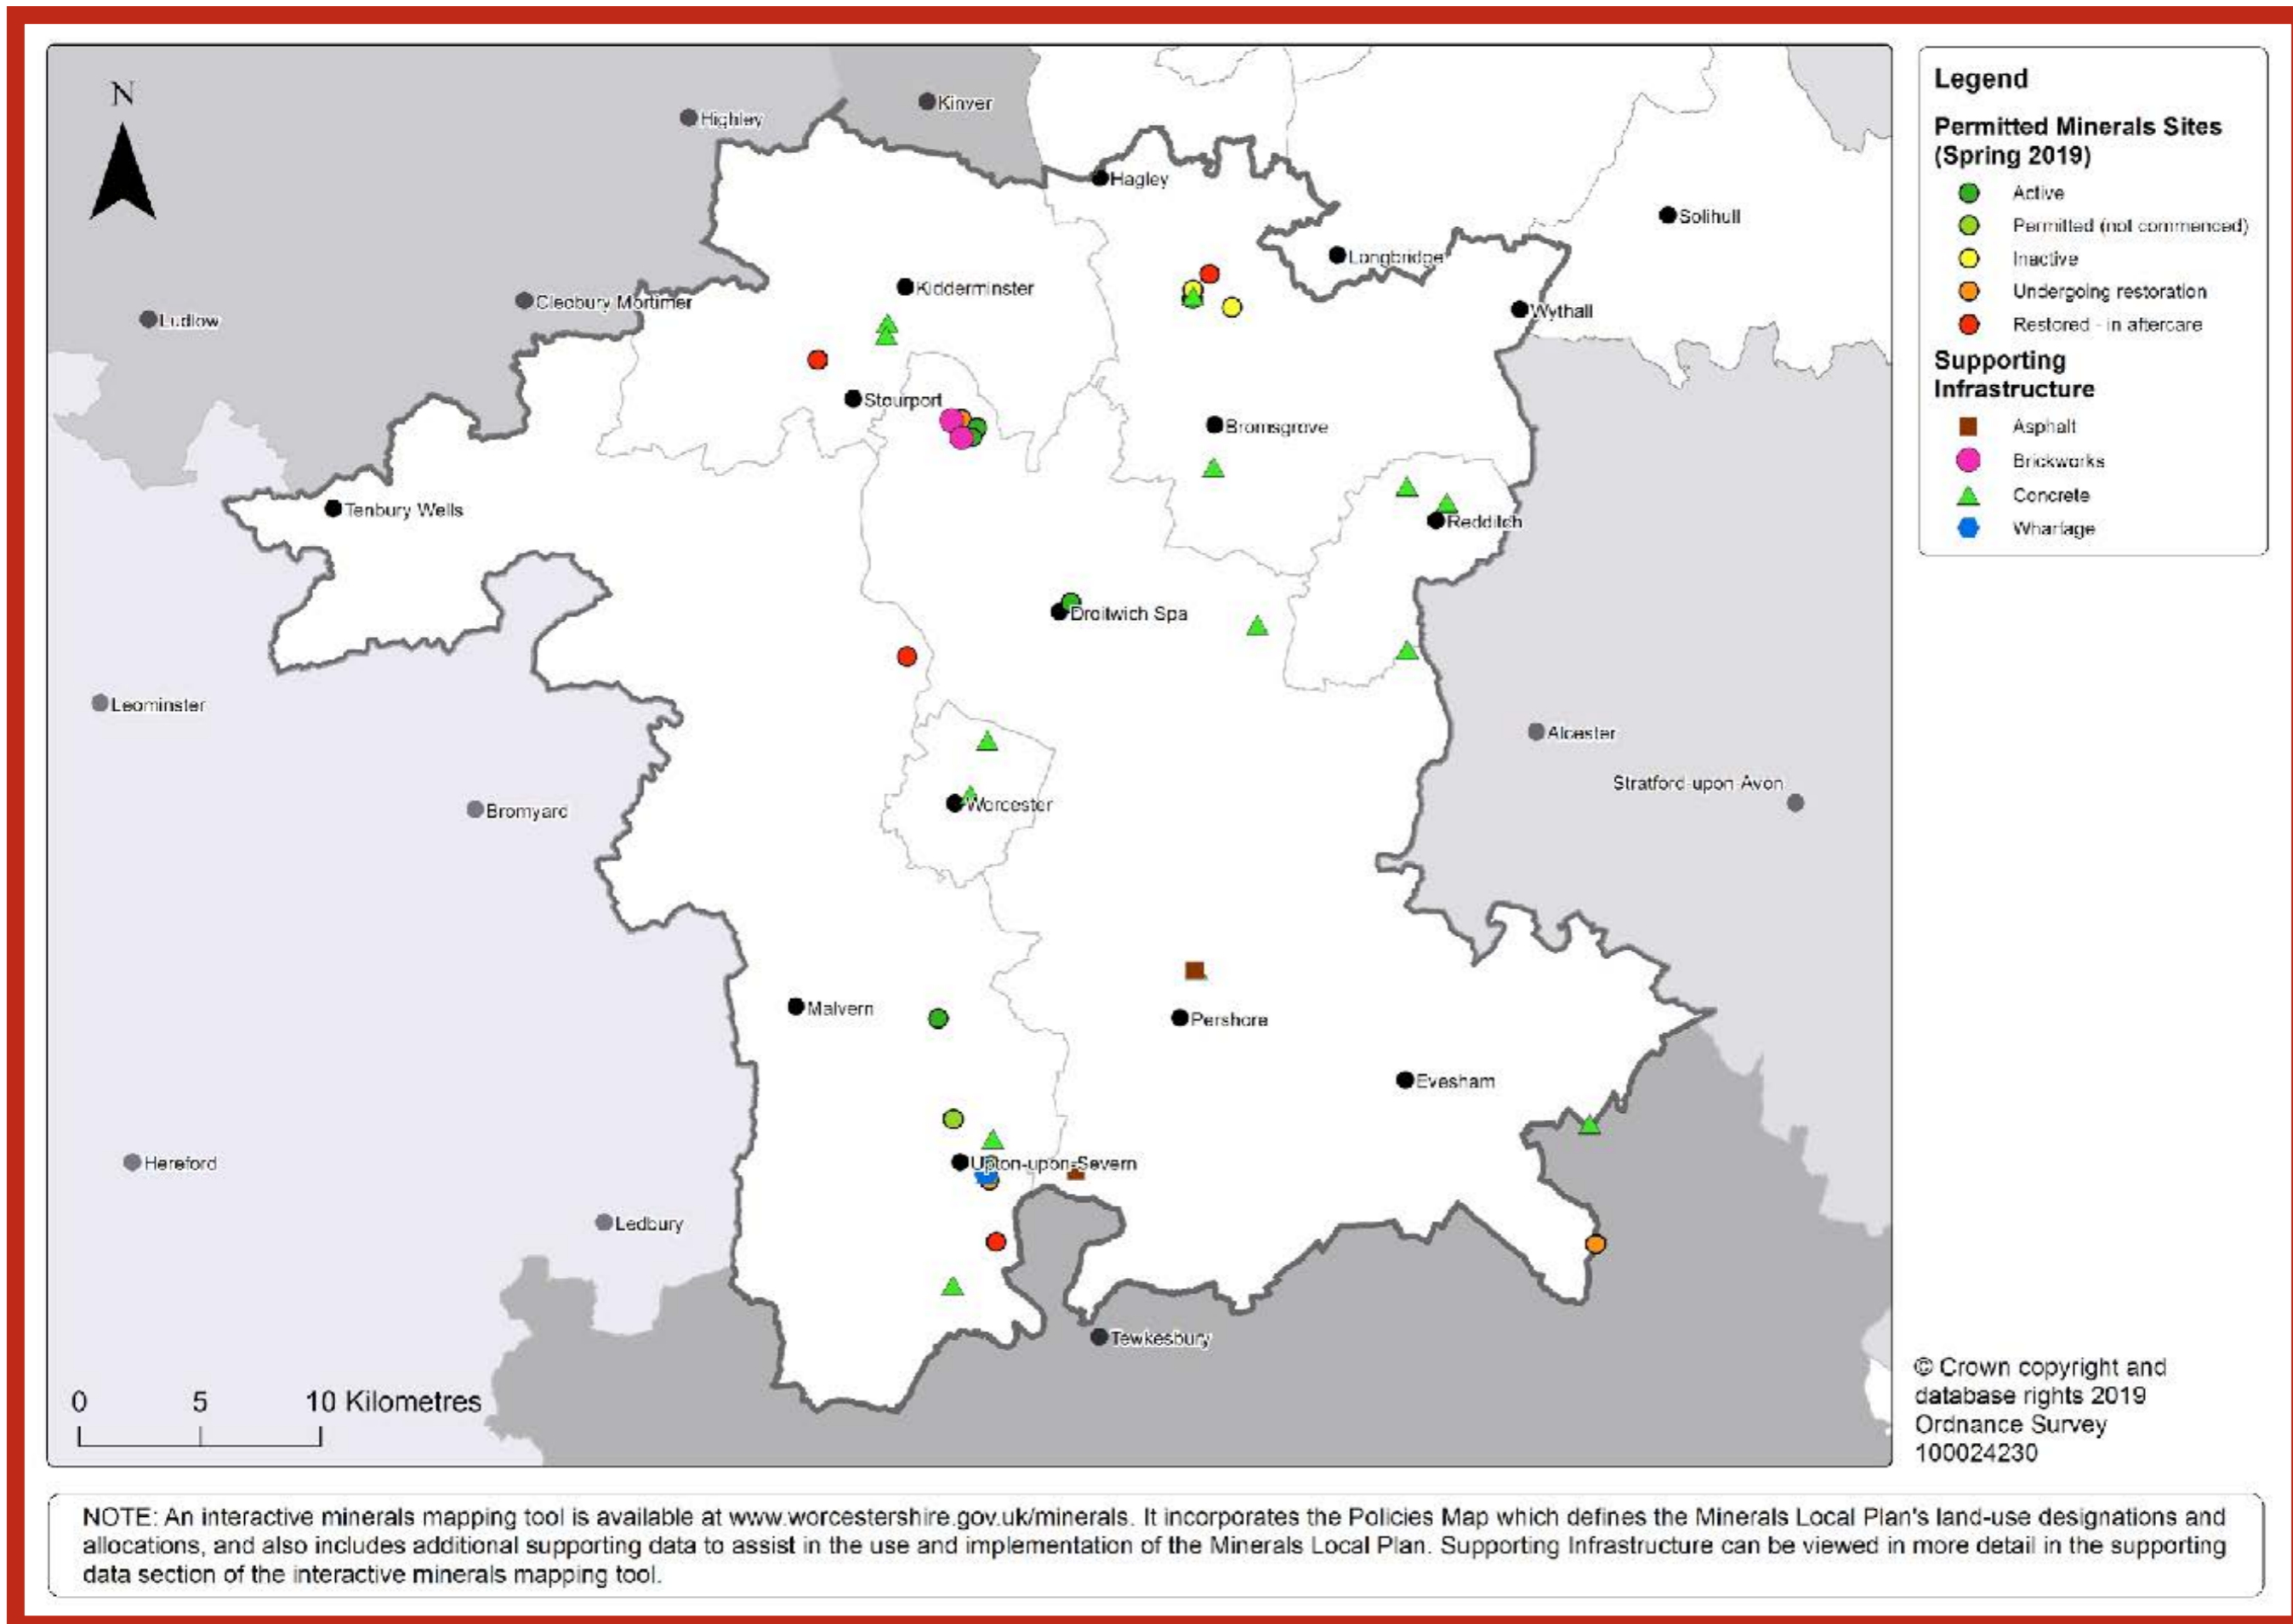 N
Kinver
Highley
Hagley
Solihull
Longbridge
Kidderminster
Cleobury Mortimer
Wythall
Ludlow
Stourport
Bromsgrove
Tenbury Wells
Redditch
Droitwich Spa
Leominster
Alcester
Stratford-upon-Avon
Worcester
Bromyard
Malvern
Pershore
Evesham
Hereford
Upton-upon-Severn
Ledbury
Tewkesbury
0 5 10 Kilometres
Legend
Permitted Minerals Sites
(Spring 2019)
Active
Permitted (not commenced)
Inactive
Undergoing restoration
Restored - in aftercare
Supporting
Infrastructure
Asphalt
Brickworks
Concrete
Wharfage
© Crown copyright and
database rights 2019
Ordnance Survey
100024230
NOTE: An interactive minerals mapping tool is available at www.worcestershire.gov.uk/minerals. It incorporates the Policies Map which defines the Minerals Local Plan's land-use designations and
allocations, and also includes additional supporting data to assist in the use and implementation of the Minerals Local Plan. Supporting Infrastructure can be viewed in more detail in the supporting
data section of the interactive minerals mapping tool.